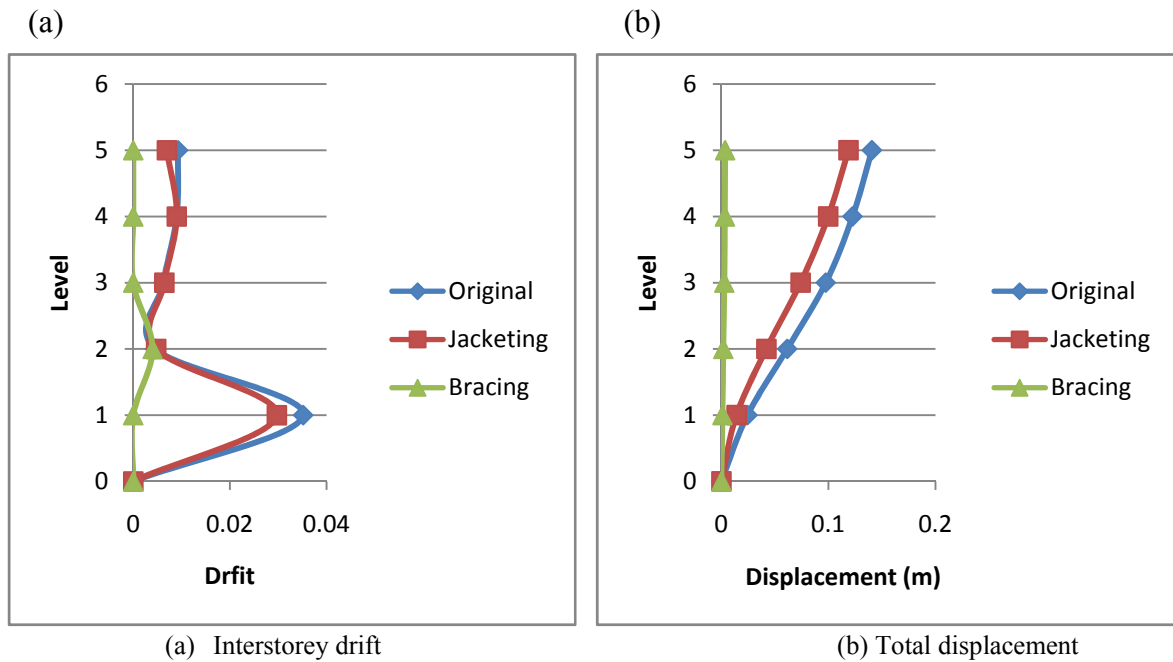 (a)
(b)
6
5
4
3
2
1
0
Level
0
0.02
0.04
Drfit
Original
Jacketing
Bracing
6
5
4
3
2
1
0
Level
0
0.1
0.2
Displacement (m)
Original
Jacketing
Bracing
(a) Interstorey drift
(b) Total displacement